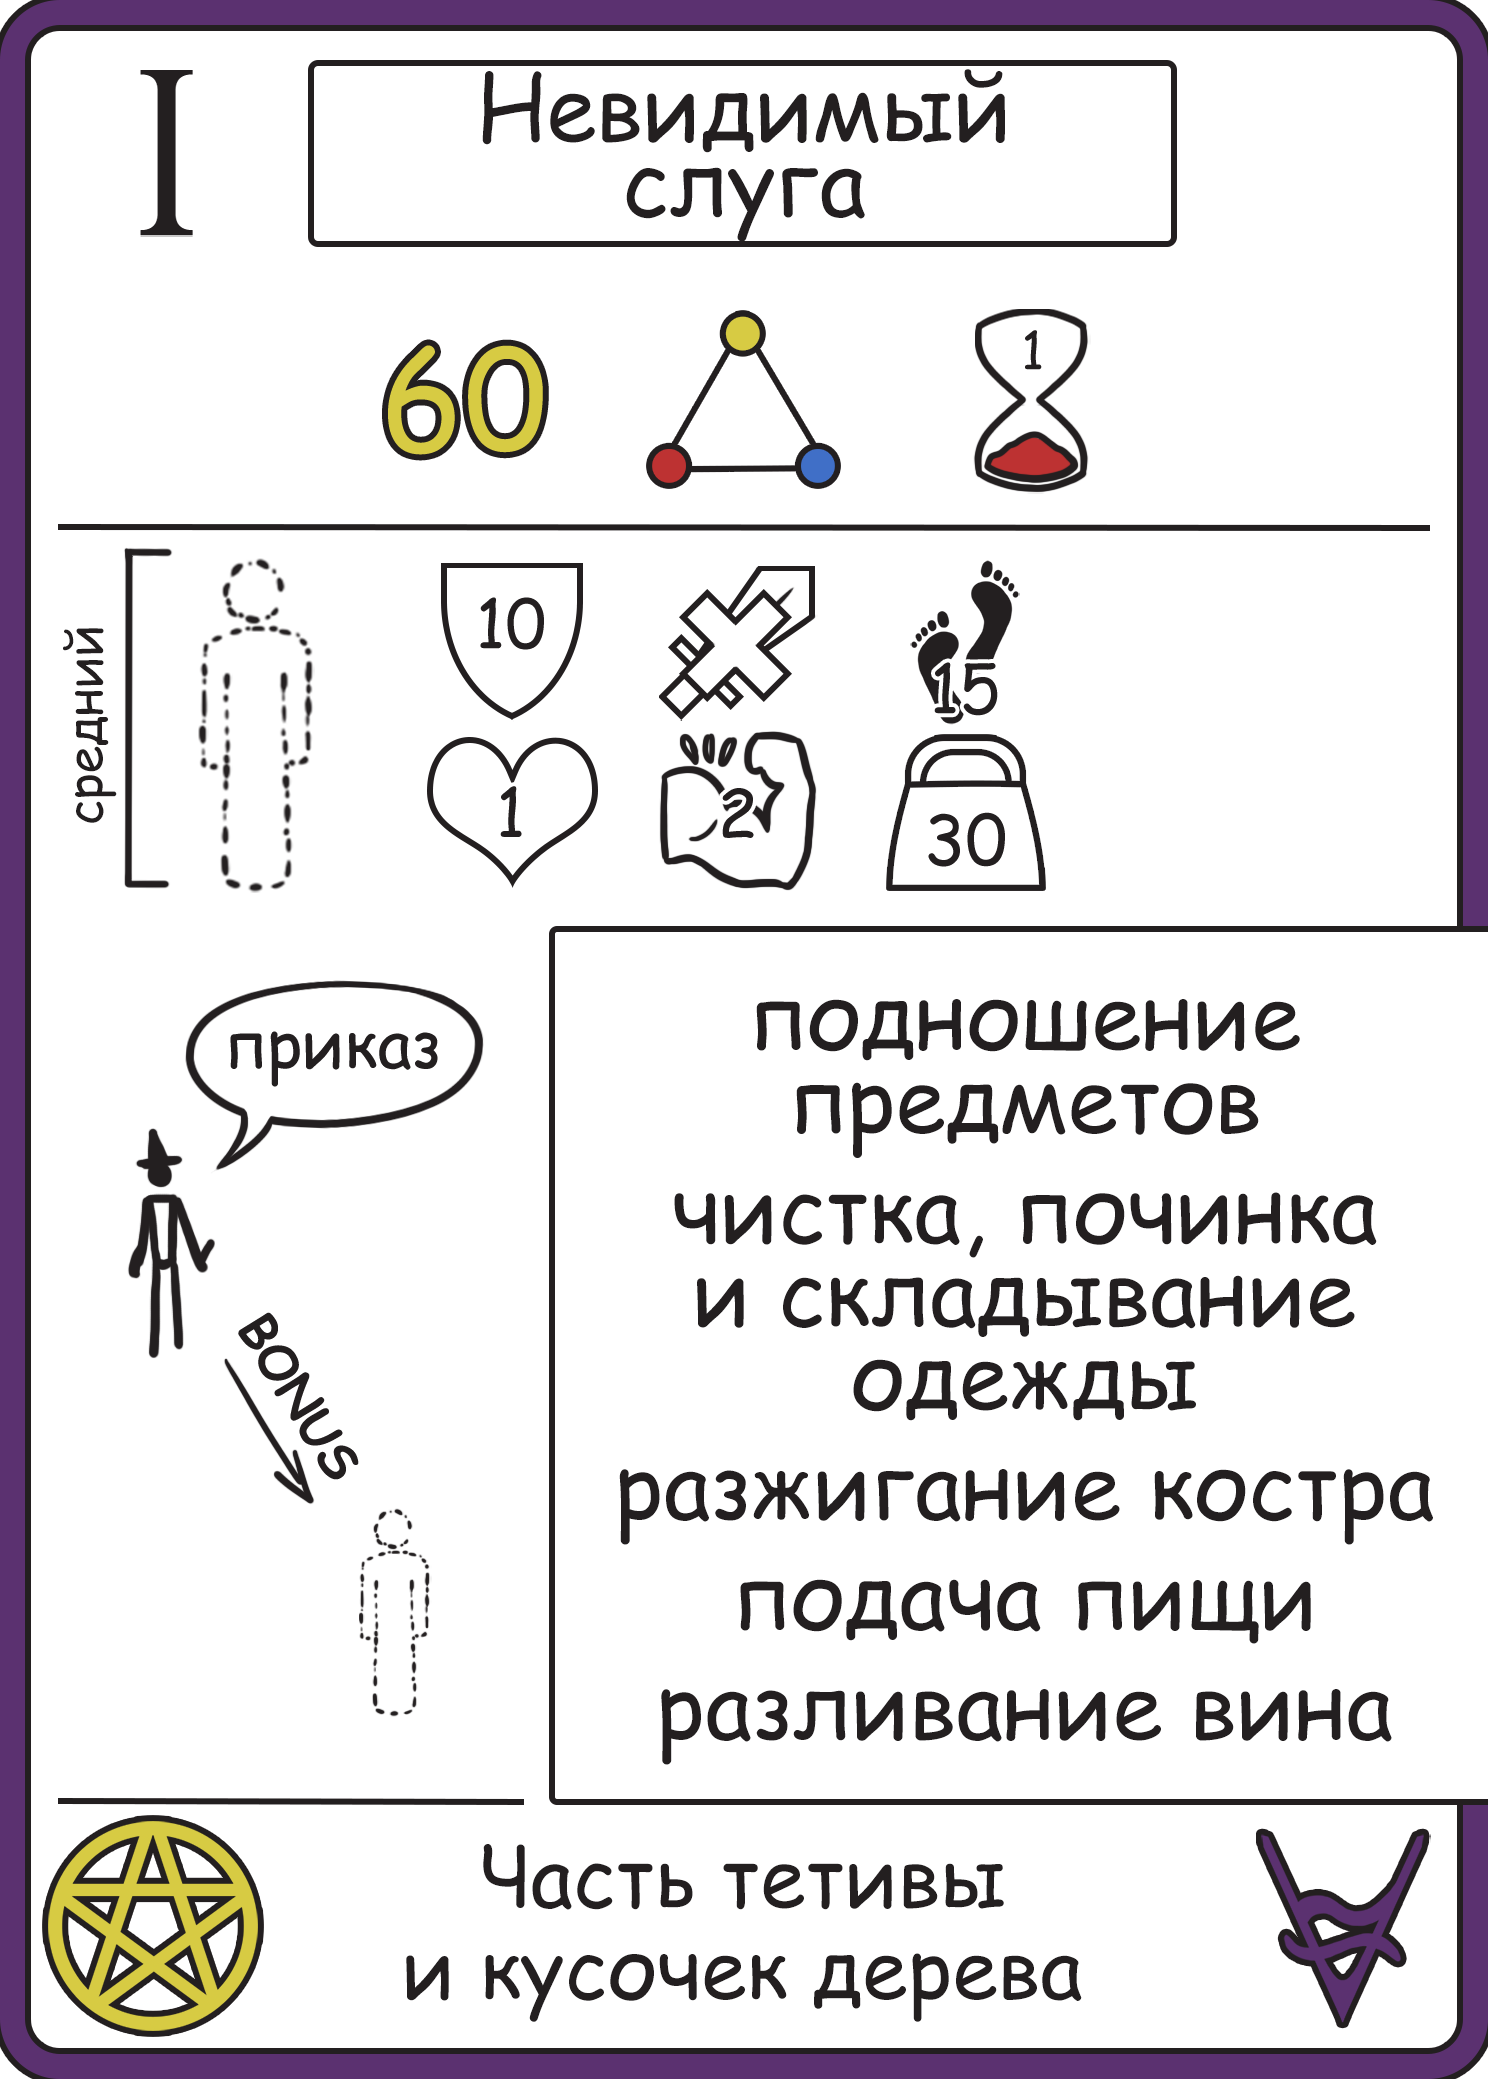 I
Невидимый
слуга
60
1
средний
10
15
1
2
30
приказ
BONUS
подношение
предметов
чистка, починка
и складывание
одежды
разжигание костра
подача пищи
разливание вина
Часть тетивы
и кусочек дерева